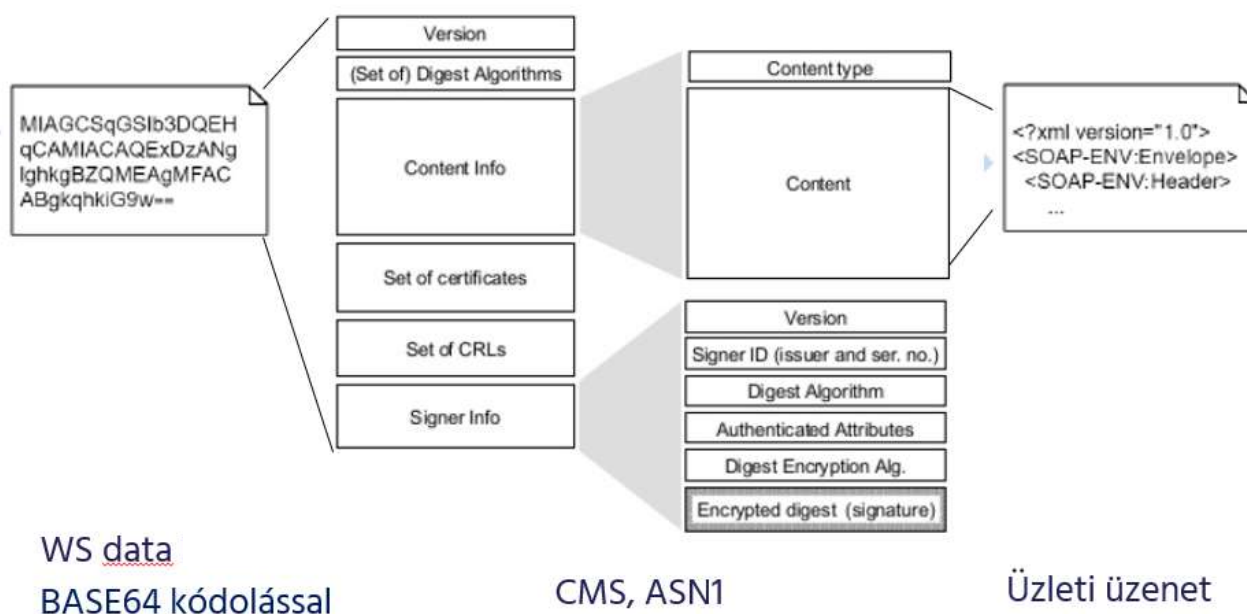 MIAGCSqGSIb3DQEH
qCAMIACAQExDzANg
lghkgBZQMEAgMFAC
ABgkqhkiG9w==
Version
(Set of) Digest Algorithms
Content Info
Set of certificates
Set of CRLs
Signer Info
Content type
Content
Version
Signer ID (issuer and ser. no.)
Digest Algorithm
Authenticated Attributes
Digest Encryption Alg.
Encrypted digest (signature)
<?xml version="1.0">
<SOAP-ENV:Envelope>
<SOAP-ENV:Header>
...
WS data
BASE64 kódolással
CMS, ASN1
Üzleti üzenet